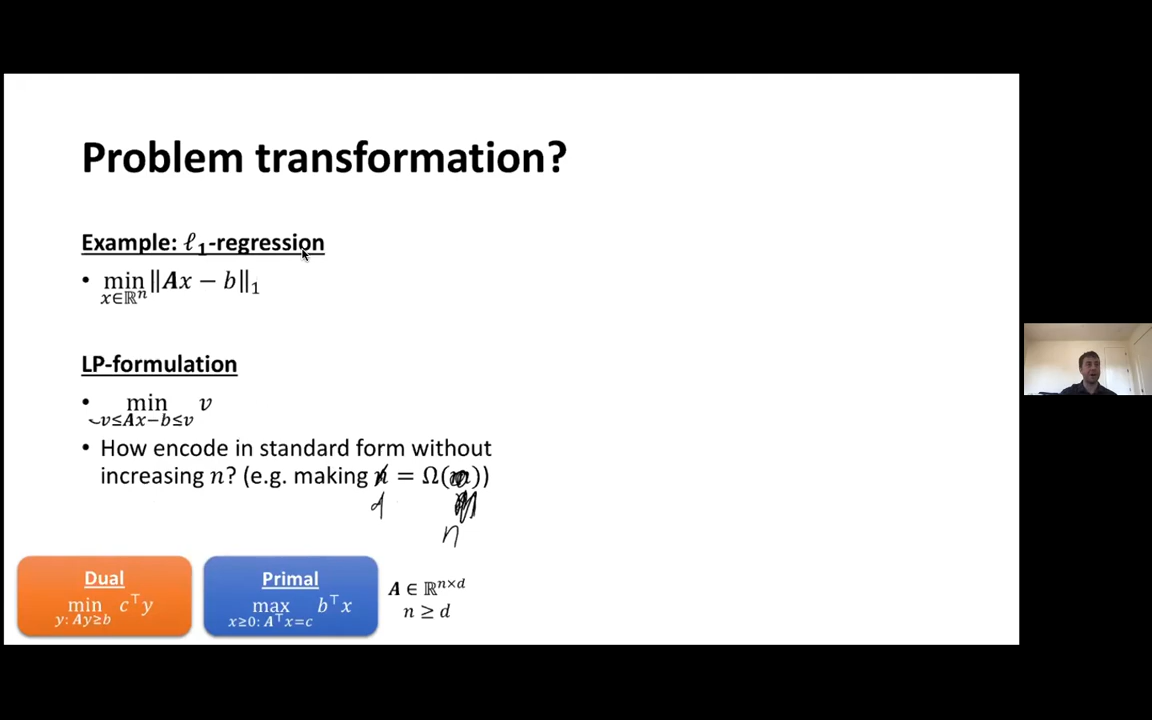 Problem transformation?
Example: ℓ₁-regression
• min ‖Ax − b‖₁
x∈ℝⁿ
LP-formulation
• min v
−v≤Ax−b≤v
• How encode in standard form without
increasing n? (e.g. making = Ω( ))
d
n
Dual
min cᵀy
y: Ay≥b
Primal
max bᵀx
x≥0: Aᵀx=c
A ∈ ℝⁿˣᵈ
n ≥ d